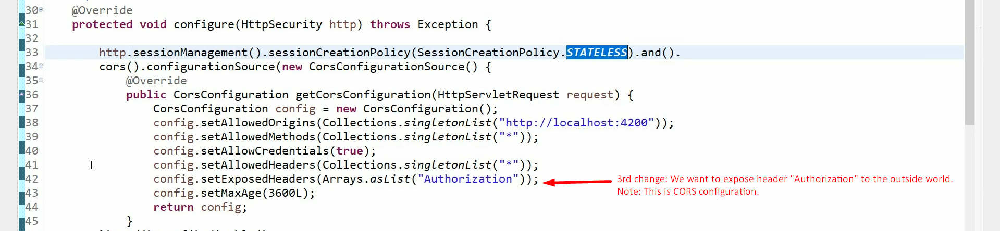 30 @Override
31 protected void configure(HttpSecurity http) throws Exception {
32
33 http.sessionManagement().sessionCreationPolicy(SessionCreationPolicy.STATELESS).and().
34 cors().configurationSource(new CorsConfigurationSource() {
35 @Override
36 public CorsConfiguration getCorsConfiguration(HttpServletRequest request) {
37 CorsConfiguration config = new CorsConfiguration();
38 config.setAllowedOrigins(Collections.singletonList("http://localhost:4200"));
39 config.setAllowedMethods(Collections.singletonList("*"));
40 config.setAllowCredentials(true);
41 config.setAllowedHeaders(Collections.singletonList("*"));
42 config.setExposedHeaders(Arrays.asList("Authorization"));
3rd change: We want to expose header "Authorization" to the outside world.
Note: This is CORS configuration.
43 config.setMaxAge(3600L);
44 return config;
45 }